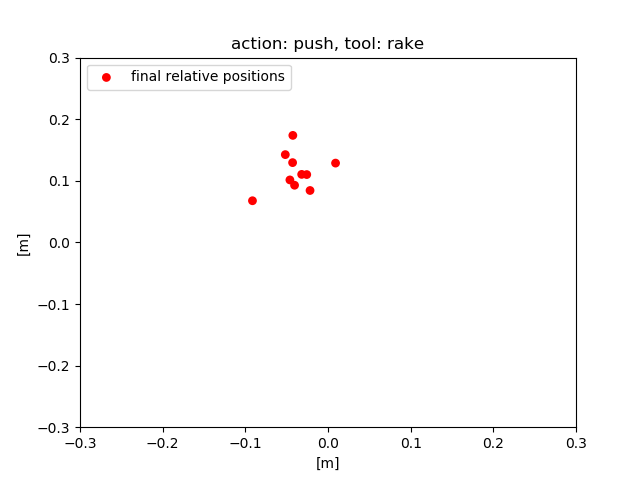 action: push, tool: rake
final relative positions
0.3
0.2
0.1
0.0
−0.1
−0.2
−0.3
[m]
−0.3 −0.2 −0.1 0.0 0.1 0.2 0.3
[m]